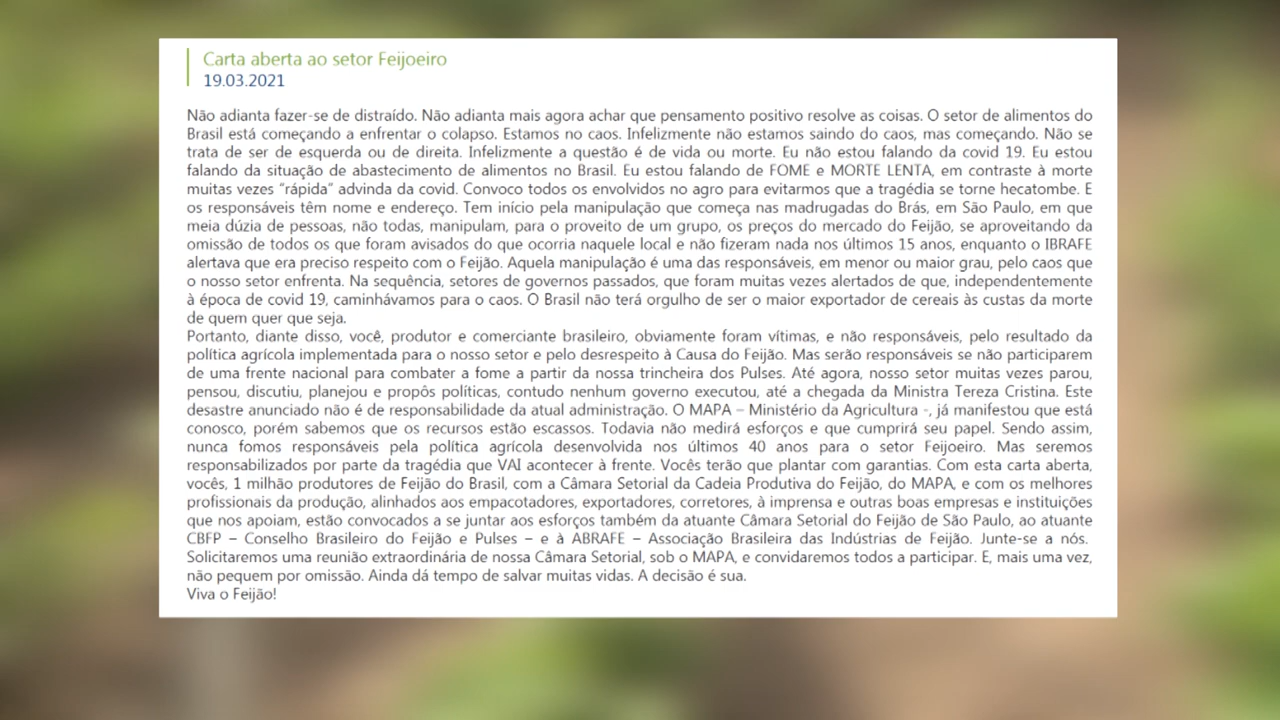 Carta aberta ao setor Feijoeiro
19.03.2021
Não adianta fazer-se de distraído. Não adianta mais agora achar que pensamento positivo resolve as coisas. O setor de alimentos do
Brasil está começando a enfrentar o colapso. Estamos no caos. Infelizmente não estamos saindo do caos, mas começando. Não se
trata de ser de esquerda ou de direita. Infelizmente a questão é de vida ou morte. Eu não estou falando da covid 19. Eu estou
falando da situação de abastecimento de alimentos no Brasil. Eu estou falando de FOME e MORTE LENTA, em contraste à morte
muitas vezes "rápida" advinda da covid. Convoco todos os envolvidos no agro para evitarmos que a tragédia se torne hecatombe. E
os responsáveis têm nome e endereço. Tem início pela manipulação que começa nas madrugadas do Brás, em São Paulo, em que
meia dúzia de pessoas, não todas, manipulam, para o proveito de um grupo, os preços do mercado do Feijão, se aproveitando da
omissão de todos os que foram avisados do que ocorria naquele local e não fizeram nada nos últimos 15 anos, enquanto o IBRAFE
alertava que era preciso respeito com o Feijão. Aquela manipulação é uma das responsáveis, em menor ou maior grau, pelo caos que
o nosso setor enfrenta. Na sequência, setores de governos passados, que foram muitas vezes alertados de que, independentemente
à época de covid 19, caminhávamos para o caos. O Brasil não terá orgulho de ser o maior exportador de cereais às custas da morte
de quem quer que seja.
Portanto, diante disso, você, produtor e comerciante brasileiro, obviamente foram vítimas, e não responsáveis, pelo resultado da
política agrícola implementada para o nosso setor e pelo desrespeito à Causa do Feijão. Mas serão responsáveis se não participarem
de uma frente nacional para combater a fome a partir da nossa trincheira dos Pulses. Até agora, nosso setor muitas vezes parou,
pensou, discutiu, planejou e propôs políticas, contudo nenhum governo executou, até a chegada da Ministra Tereza Cristina. Este
desastre anunciado não é de responsabilidade da atual administração. O MAPA – Ministério da Agricultura -, já manifestou que está
conosco, porém sabemos que os recursos estão escassos. Todavia não medirá esforços e que cumprirá seu papel. Sendo assim,
nunca fomos responsáveis pela política agrícola desenvolvida nos últimos 40 anos para o setor Feijoeiro. Mas seremos
responsabilizados por parte da tragédia que VAI acontecer à frente. Vocês terão que plantar com garantias. Com esta carta aberta,
vocês, 1 milhão produtores de Feijão do Brasil, com a Câmara Setorial da Cadeia Produtiva do Feijão, do MAPA, e com os melhores
profissionais da produção, alinhados aos empacotadores, exportadores, corretores, à imprensa e outras boas empresas e instituições
que nos apoiam, estão convocados a se juntar aos esforços também da atuante Câmara Setorial do Feijão de São Paulo, ao atuante
CBFP – Conselho Brasileiro do Feijão e Pulses – e à ABRAFE – Associação Brasileira das Indústrias de Feijão. Junte-se a nós.
Solicitaremos uma reunião extraordinária de nossa Câmara Setorial, sob o MAPA, e convidaremos todos a participar. E, mais uma vez,
não pequem por omissão. Ainda dá tempo de salvar muitas vidas. A decisão é sua.
Viva o Feijão!